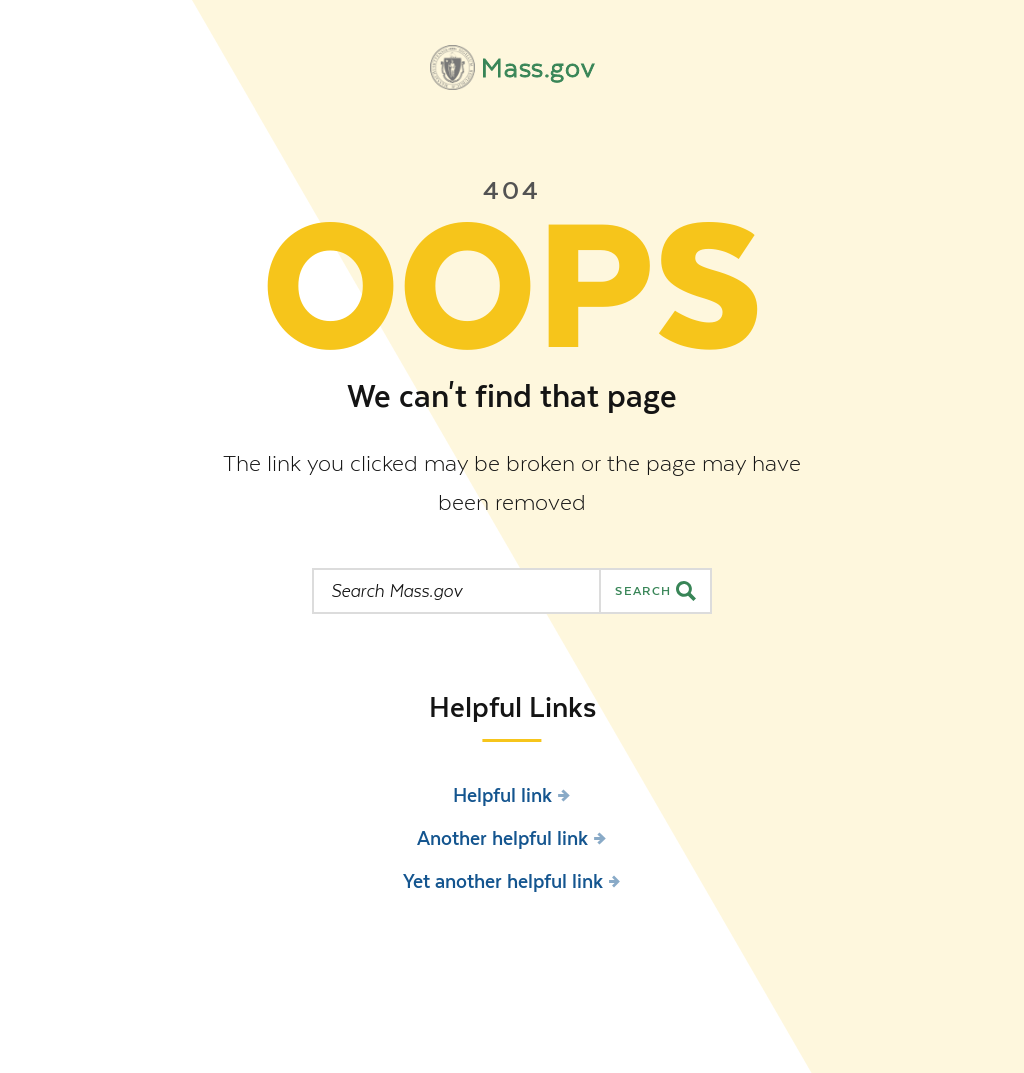 Mass.gov
404
OOPS
We can't find that page
The link you clicked may be broken or the page may have
been removed
Search Mass.gov SEARCH
Helpful Links
Helpful link
Another helpful link
Yet another helpful link